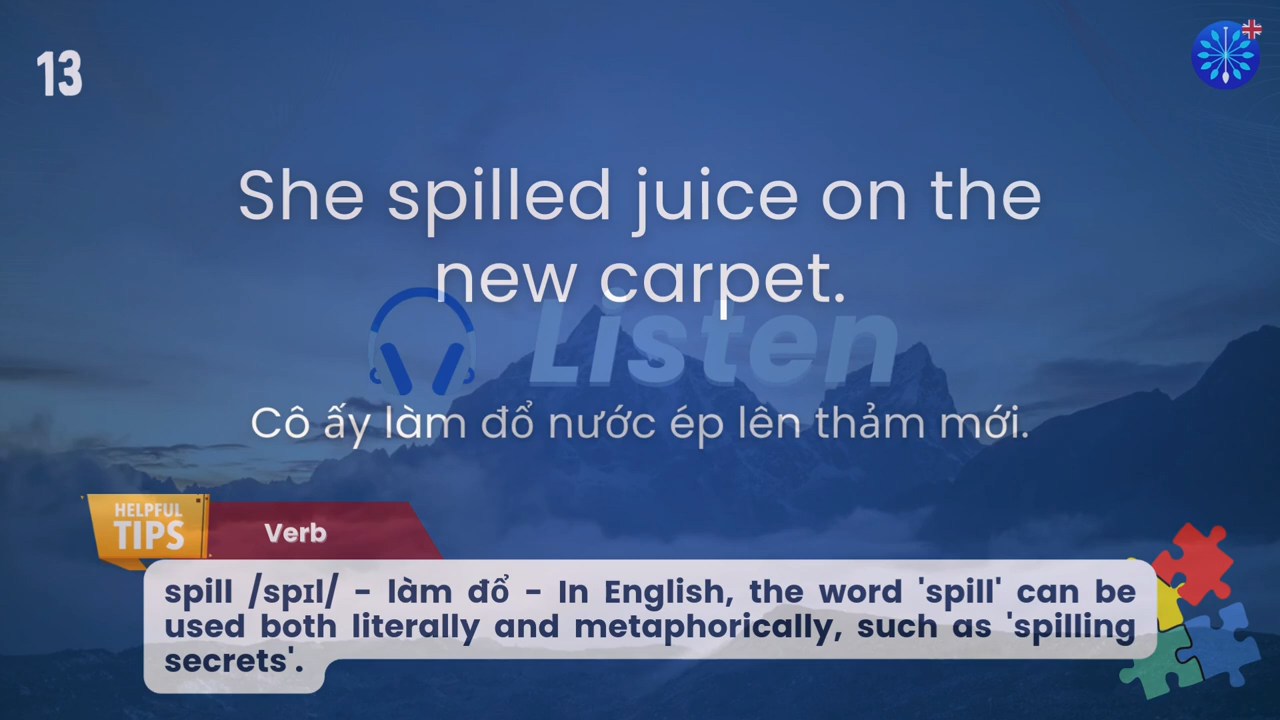 13
She spilled juice on the
new carpet.
Listen
Cô ấy làm đổ nước ép lên thảm mới.
HELPFUL
TIPS
Verb
spill /spɪl/ - làm đổ - In English, the word 'spill' can be
used both literally and metaphorically, such as 'spilling
secrets'.